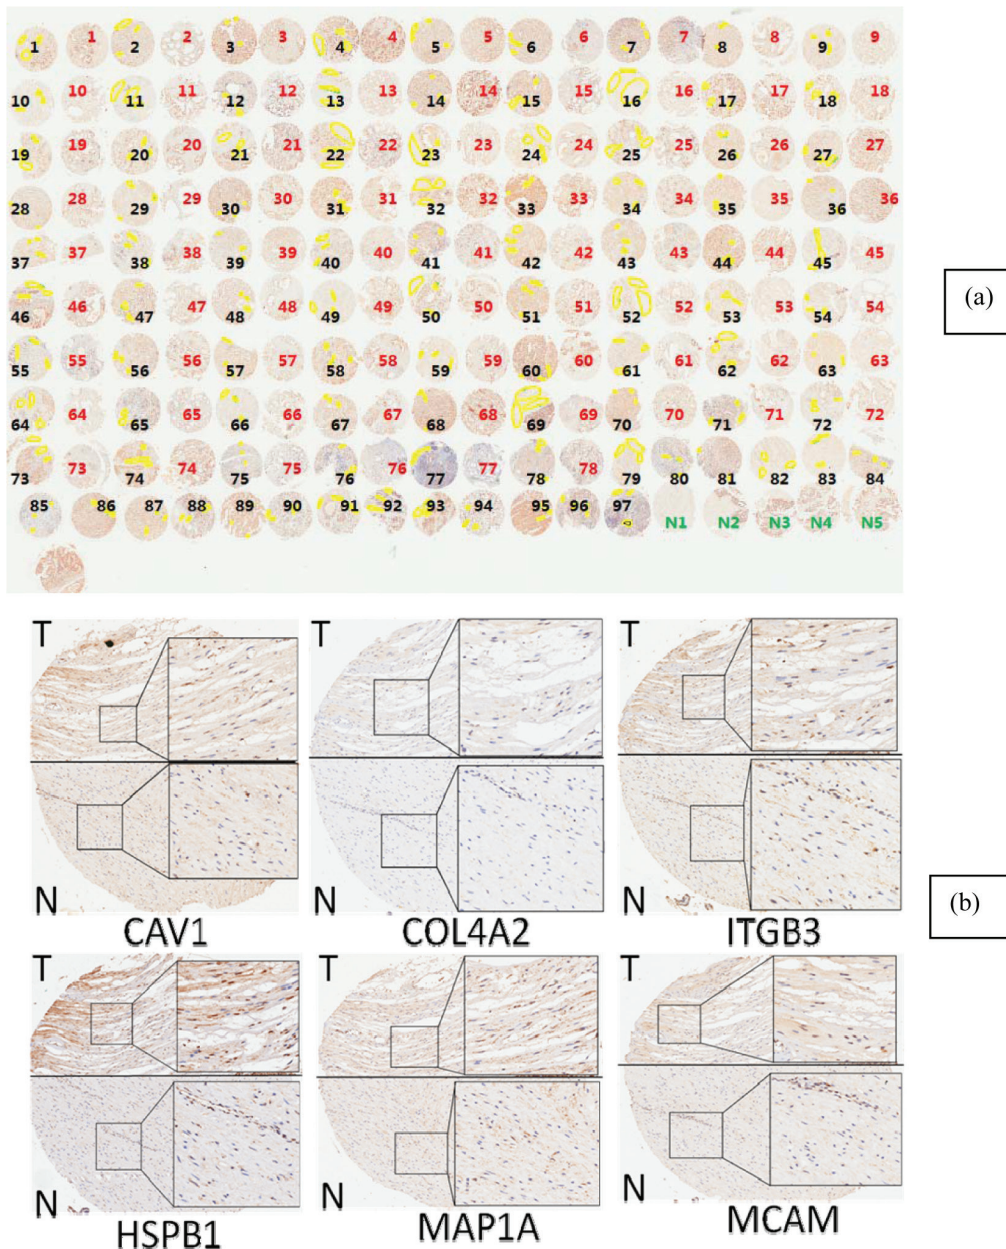 1 1 2 2 3 3 4 4 5 5 6 6 7 7 8 8 9 9
10 10 11 11 12 12 13 13 14 14 15 15 16 16 17 17 18 18
19 19 20 20 21 21 22 22 23 23 24 24 25 25 26 26 27 27
28 28 29 29 30 30 31 31 32 32 33 33 34 34 35 35 36 36
37 37 38 38 39 39 40 40 41 41 42 42 43 43 44 44 45 45
(a)
46 46 47 47 48 48 49 49 50 50 51 51 52 52 53 53 54 54
55 55 56 56 57 57 58 58 59 59 60 60 61 61 62 62 63 63
64 64 65 65 66 66 67 67 68 68 69 69 70 70 71 71 72 72
73 73 74 74 75 75 76 76 77 77 78 78 79 80 81 82 83 84
85 86 87 88 89 90 91 92 93 94 95 96 97 N1 N2 N3 N4 N5
T T T
N N N
CAV1 COL4A2 ITGB3
(b)
T T T
N N N
HSPB1 MAP1A MCAM